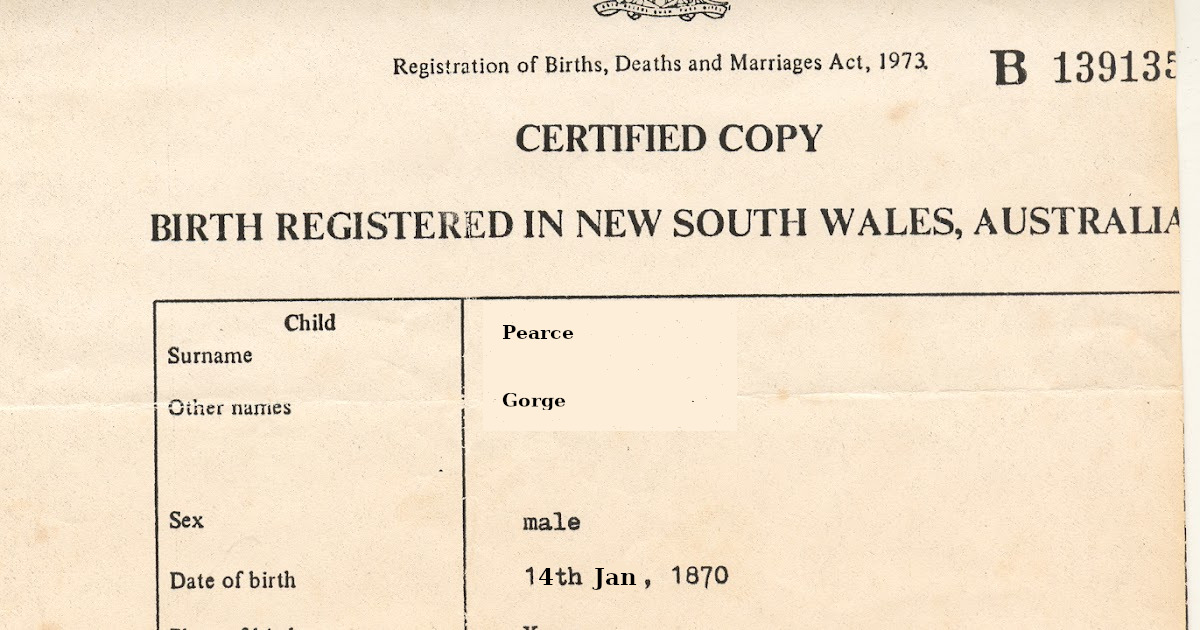 Registration of Births, Deaths and Marriages Act, 1973.
B 139135
CERTIFIED COPY
BIRTH REGISTERED IN NEW SOUTH WALES, AUSTRALIA
Child
Surname Pearce
Other names Gorge
Sex male
Date of birth 14th Jan, 1870